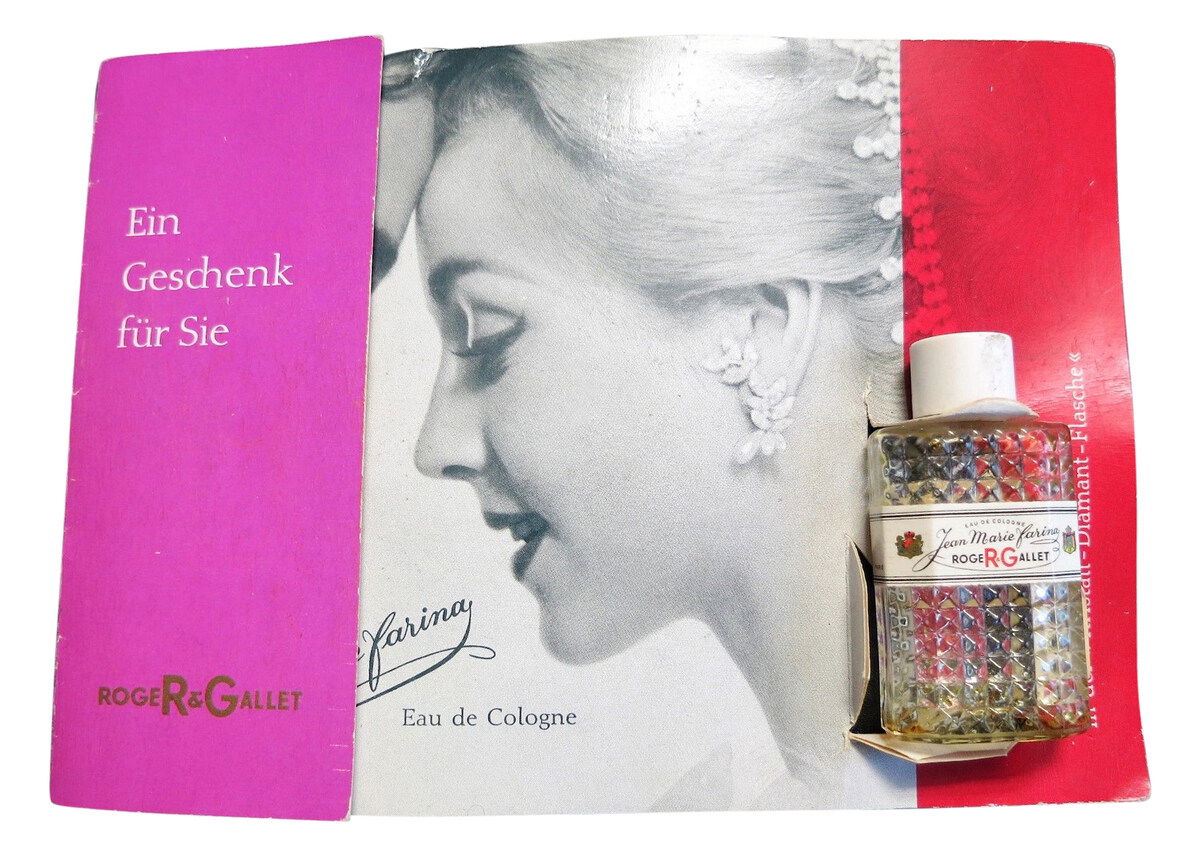 Ein
Geschenk
für Sie
ROGER&GALLET
Farina
Eau de Cologne
EAU DE COLOGNE
Jean Marie Farina
ROGER&GALLET
Diamant-Flasche«